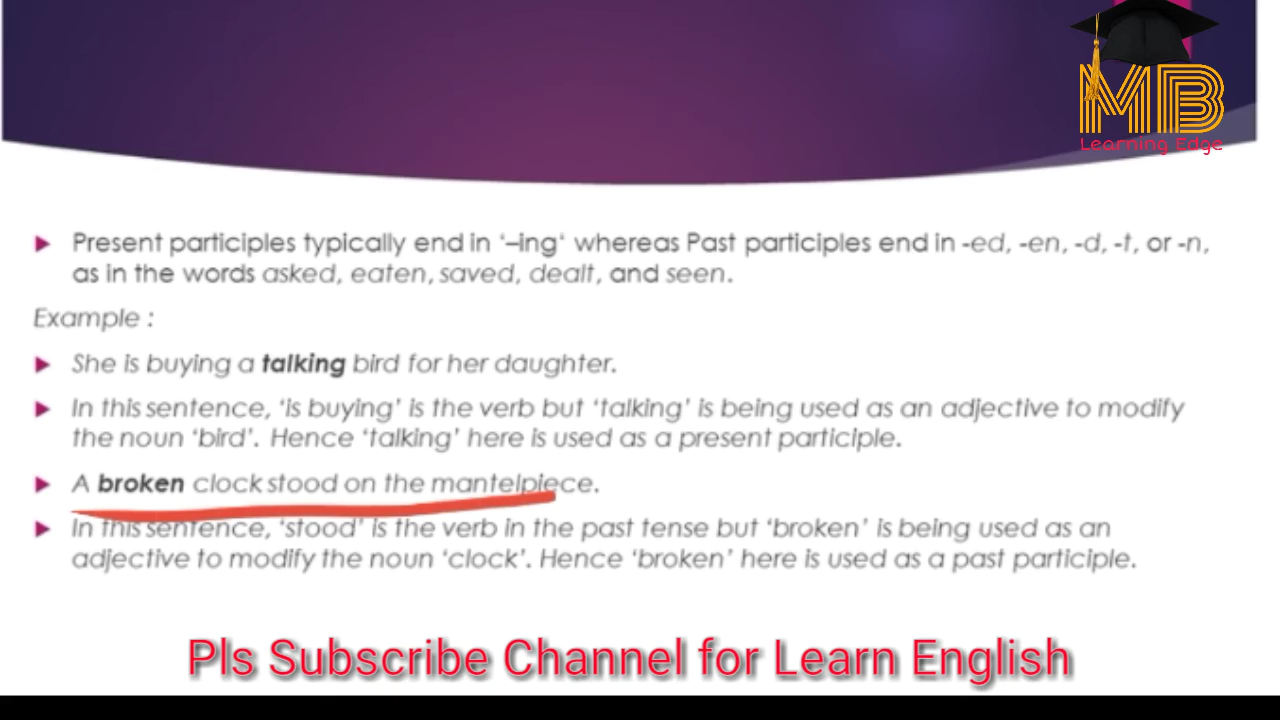 MB
Learning Edge
Present participles typically end in ‘–ing‘ whereas Past participles end in -ed, -en, -d, -t, or -n,
as in the words asked, eaten, saved, dealt, and seen.
Example :
She is buying a talking bird for her daughter.
In this sentence, ‘is buying’ is the verb but ‘talking’ is being used as an adjective to modify
the noun ‘bird’. Hence ‘talking’ here is used as a present participle.
A broken clock stood on the mantelpiece.
In this sentence, ‘stood’ is the verb in the past tense but ‘broken’ is being used as an
adjective to modify the noun ‘clock’. Hence ‘broken’ here is used as a past participle.
Pls Subscribe Channel for Learn English